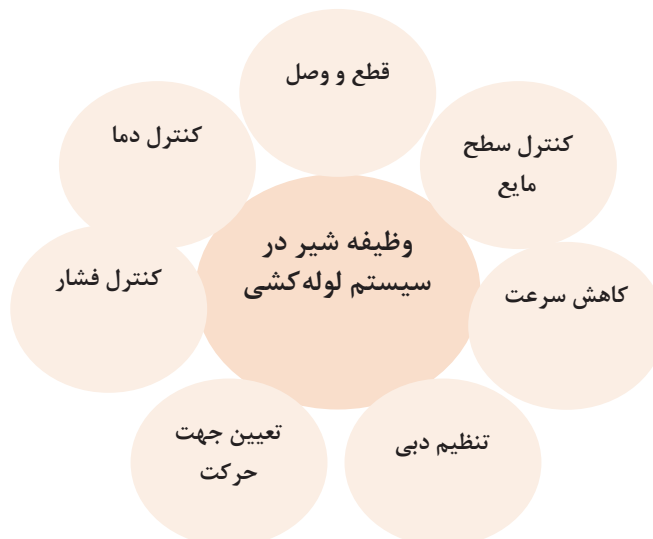 قطع و وصل
کنترل سطح
مایع
کاهش سرعت
تنظیم دبی
تعیین جهت
حرکت
کنترل فشار
کنترل دما
وظیفه شیر در
سیستم لوله‌کشی